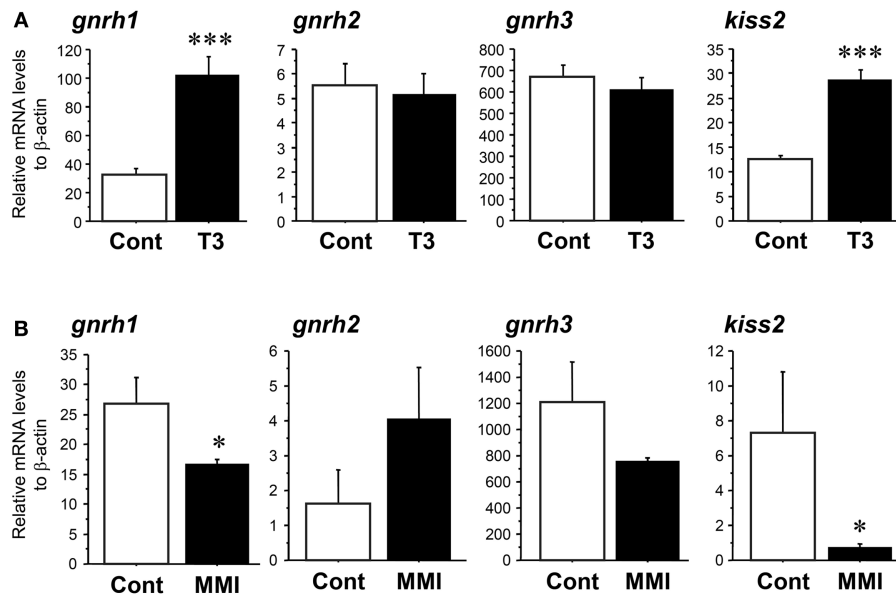 A
gnrh1
gnrh2
gnrh3
kiss2
Relative mRNA levels
to β-actin
120
100
80
60
40
20
0
***
Cont
T3
7
6
5
4
3
2
1
0
Cont
T3
800
700
600
500
400
300
200
100
0
Cont
T3
35
30
25
20
15
10
5
0
***
Cont
T3
B
gnrh1
gnrh2
gnrh3
kiss2
Relative mRNA levels
to β-actin
35
30
25
20
15
10
5
0
*
Cont
MMI
6
5
4
3
2
1
0
Cont
MMI
1600
1400
1200
1000
800
600
400
200
0
Cont
MMI
12
10
8
6
4
2
0
*
Cont
MMI